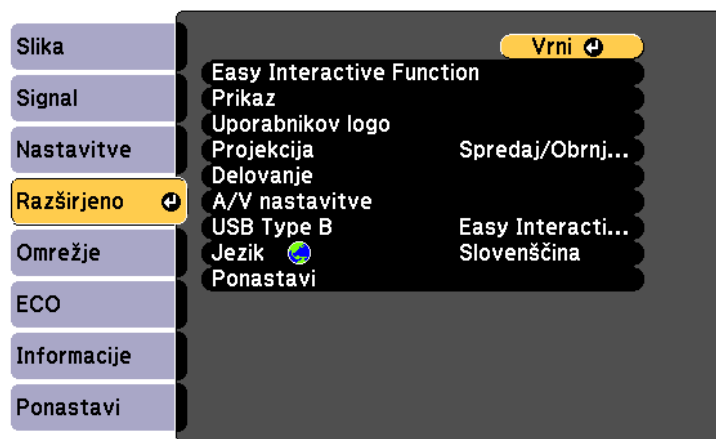 Slika
Signal
Nastavitve
Razširjeno
Omrežje
ECO
Informacije
Ponastavi
Vrni
Easy Interactive Function
Prikaz
Uporabnikov logo
Projekcija Spredaj/Obrnj...
Delovanje
A/V nastavitve
USB Type B Easy Interacti...
Jezik Slovenščina
Ponastavi